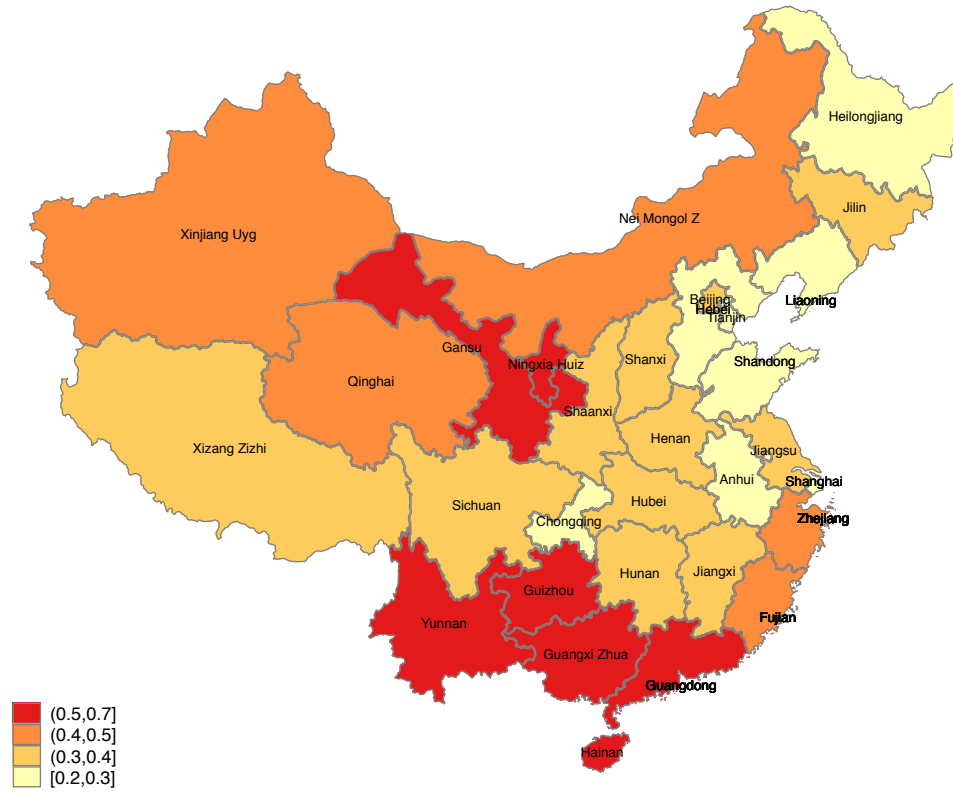 Heilongjiang
Jilin
Nei Mongol Z
Xinjiang Uyg
Beijing
Liaoning
Hebei
Tianjin
Gansu
Ningxia Huiz
Shanxi
Shandong
Qinghai
Shaanxi
Henan
Xizang Zizhi
Jiangsu
Anhui
Shanghai
Sichuan
Hubei
Chongqing
Zhejiang
Hunan
Jiangxi
Guizhou
Yunnan
Fujian
Guangxi Zhua
Guangdong
Hainan
(0.5,0.7]
(0.4,0.5]
(0.3,0.4]
[0.2,0.3]